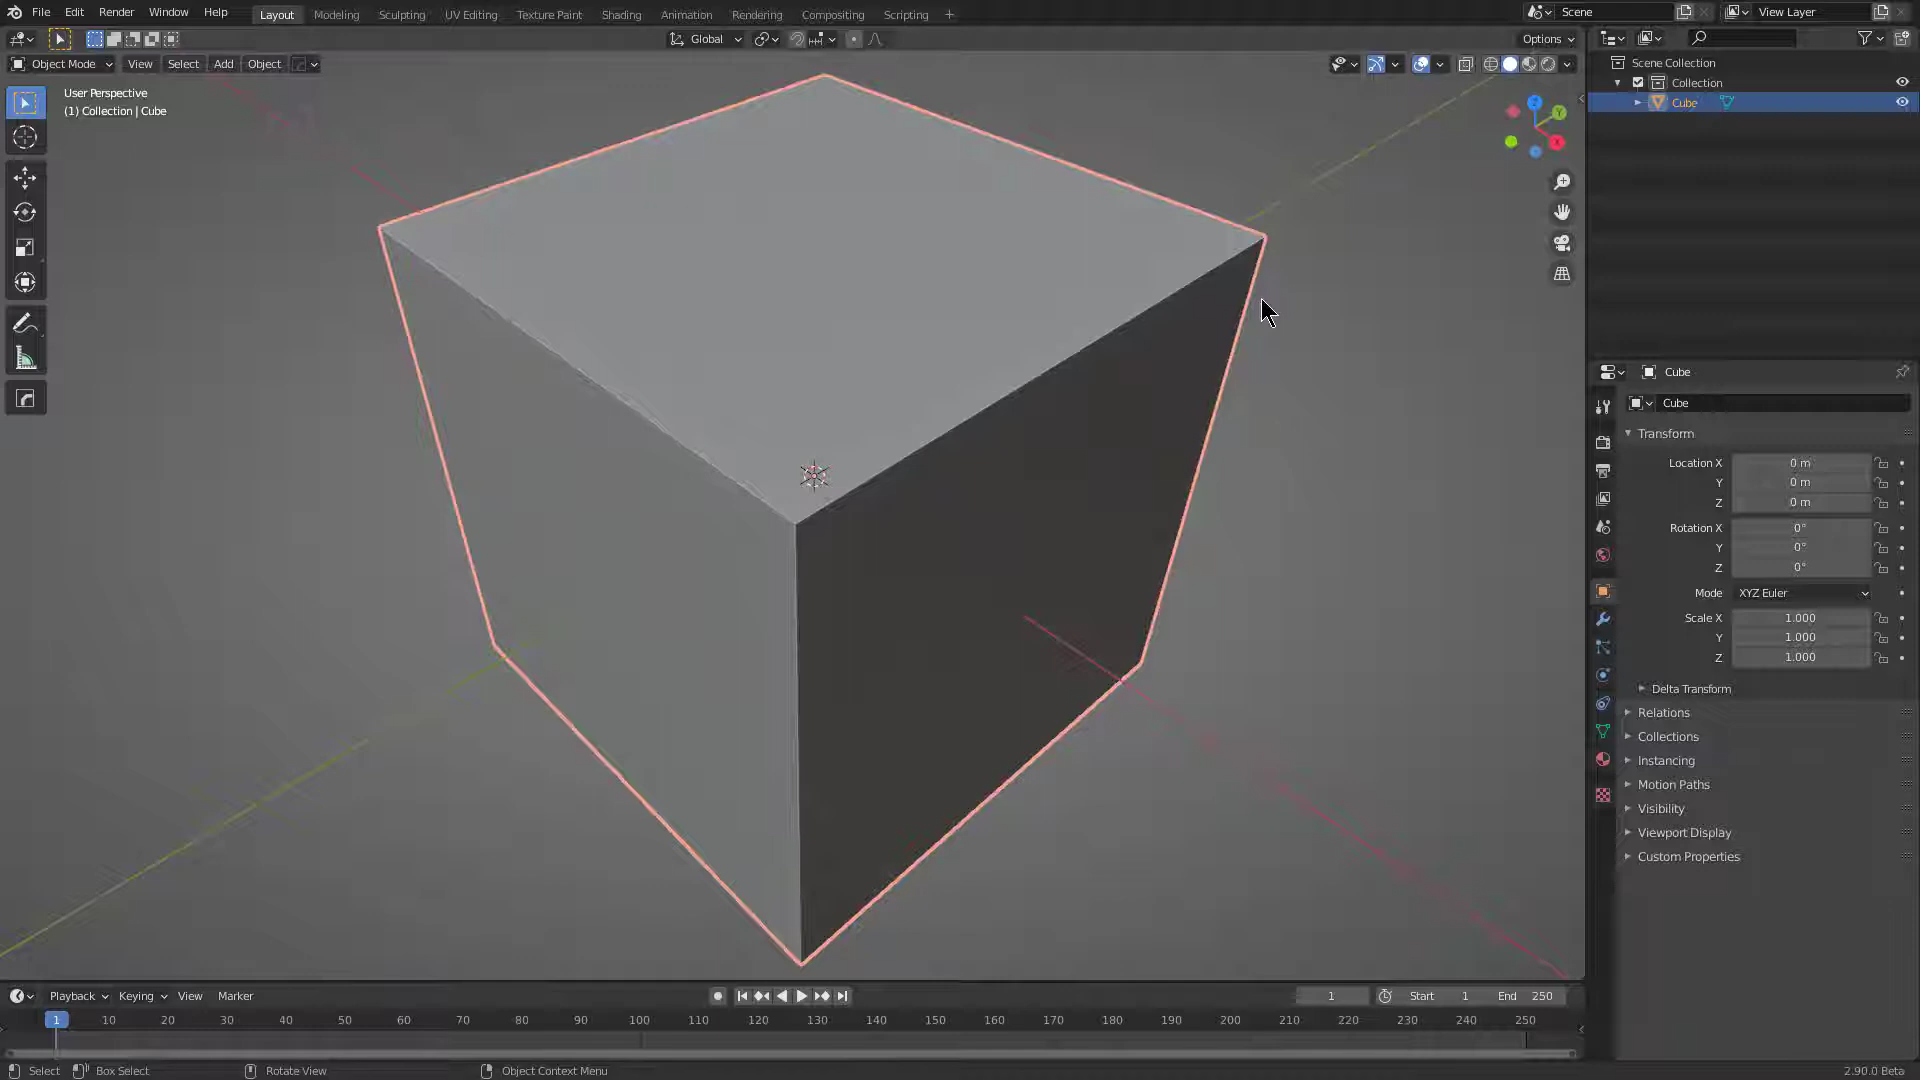 File Edit Render Window Help Layout Modeling Sculpting UV Editing Texture Paint Shading Animation Rendering Compositing Scripting + Scene View Layer
Global Options
Object Mode View Select Add Object
User Perspective
(1) Collection | Cube
Z Y X
Scene Collection
Collection
Cube
Cube
Cube
Transform
Location X 0 m
Y 0 m
Z 0 m
Rotation X 0°
Y 0°
Z 0°
Mode XYZ Euler
Scale X 1.000
Y 1.000
Z 1.000
Delta Transform
Relations
Collections
Instancing
Motion Paths
Visibility
Viewport Display
Custom Properties
Playback Keying View Marker 1 Start 1 End 250
1 10 20 30 40 50 60 70 80 90 100 110 120 130 140 150 160 170 180 190 200 210 220 230 240 250
Select Box Select Rotate View Object Context Menu 2.90.0 Beta